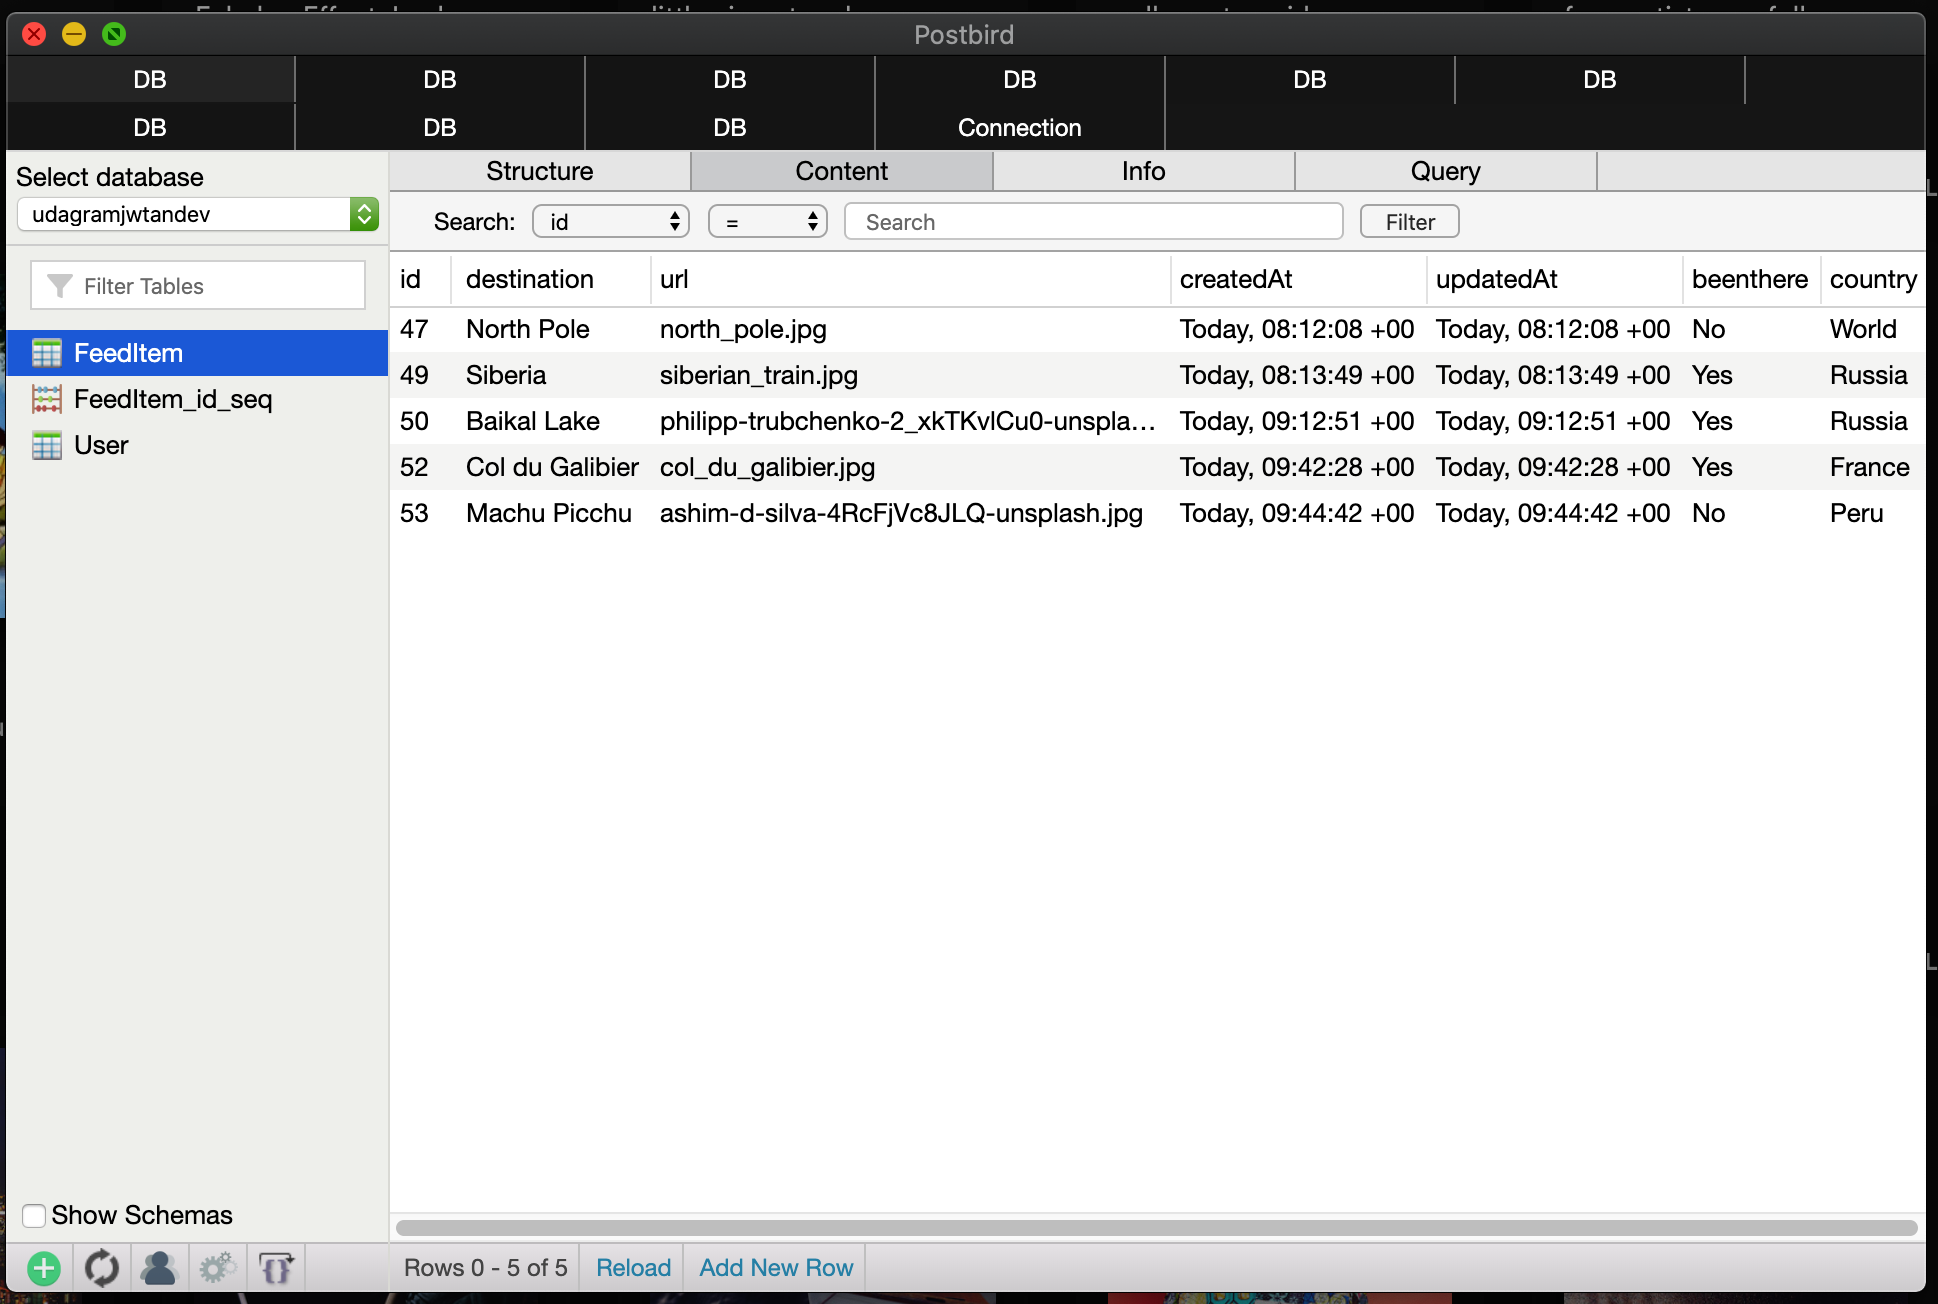 Postbird
DB DB DB DB DB DB
DB DB DB Connection
Select database
udagramjwtandev
Filter Tables
FeedItem
FeedItem_id_seq
User
Structure Content Info Query
Search: id = Search Filter
id destination url createdAt updatedAt beenthere country
47 North Pole north_pole.jpg Today, 08:12:08 +00 Today, 08:12:08 +00 No World
49 Siberia siberian_train.jpg Today, 08:13:49 +00 Today, 08:13:49 +00 Yes Russia
50 Baikal Lake philipp-trubchenko-2_xkTKvlCu0-unspla... Today, 09:12:51 +00 Today, 09:12:51 +00 Yes Russia
52 Col du Galibier col_du_galibier.jpg Today, 09:42:28 +00 Today, 09:42:28 +00 Yes France
53 Machu Picchu ashim-d-silva-4RcFjVc8JLQ-unsplash.jpg Today, 09:44:42 +00 Today, 09:44:42 +00 No Peru
Show Schemas
Rows 0 - 5 of 5 Reload Add New Row